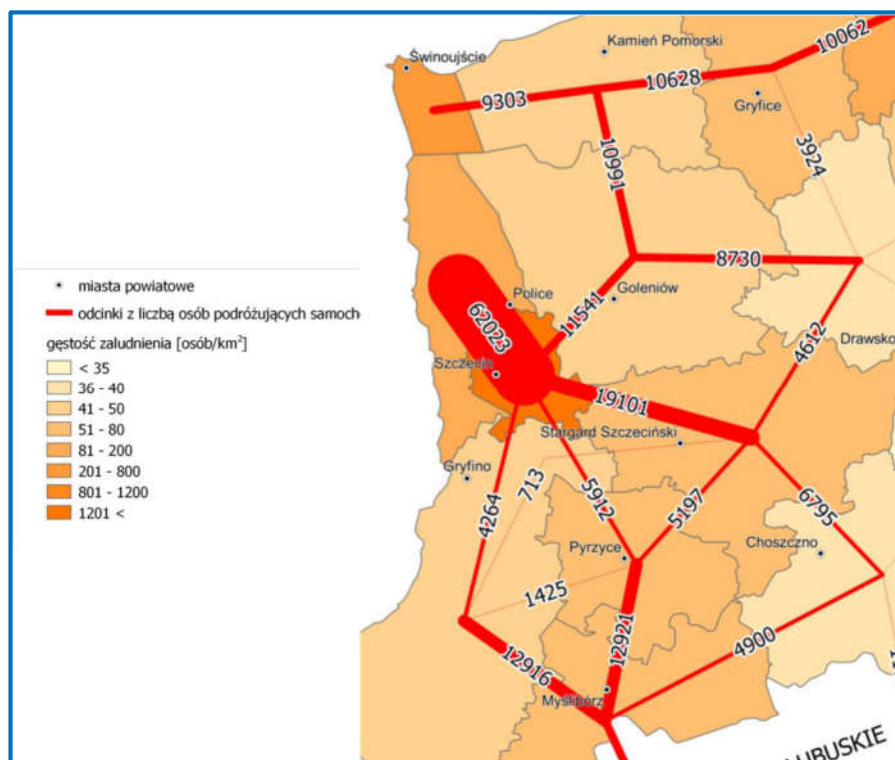 Świnoujście
Kamień Pomorski
10062
9303
10628
Gryfice
10991
3924
8730
Goleniów
Police
62023
11541
Szczecin
4612
Drawsko
19101
Stargard Szczeciński
Gryfino
713
4264
5912
5197
6795
Choszczno
Pyrzyce
1425
12921
12916
4900
Myślibórz
LUBUSKIE
miasta powiatowe
odcinki z liczbą osób podróżujących samocho
gęstość zaludnienia [osób/km²]
< 35
36 - 40
41 - 50
51 - 80
81 - 200
201 - 800
801 - 1200
1201 <